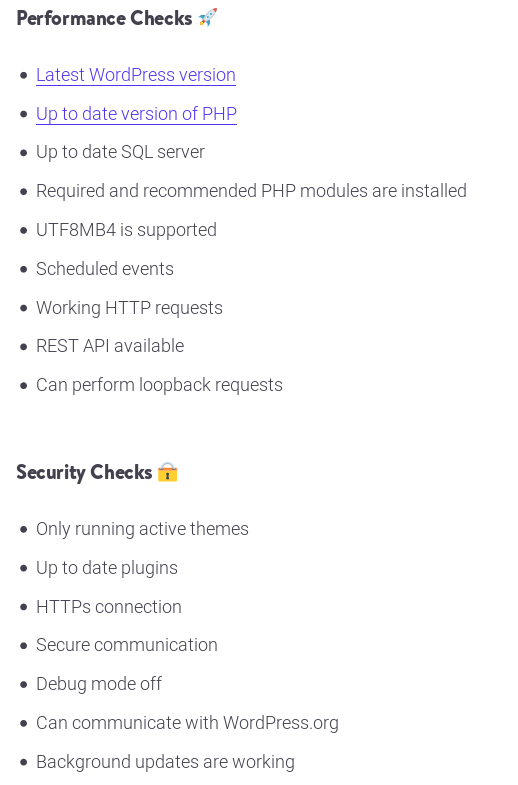 Performance Checks 🚀
• Latest WordPress version
• Up to date version of PHP
• Up to date SQL server
• Required and recommended PHP modules are installed
• UTF8MB4 is supported
• Scheduled events
• Working HTTP requests
• REST API available
• Can perform loopback requests
Security Checks 🔒
• Only running active themes
• Up to date plugins
• HTTPs connection
• Secure communication
• Debug mode off
• Can communicate with WordPress.org
• Background updates are working